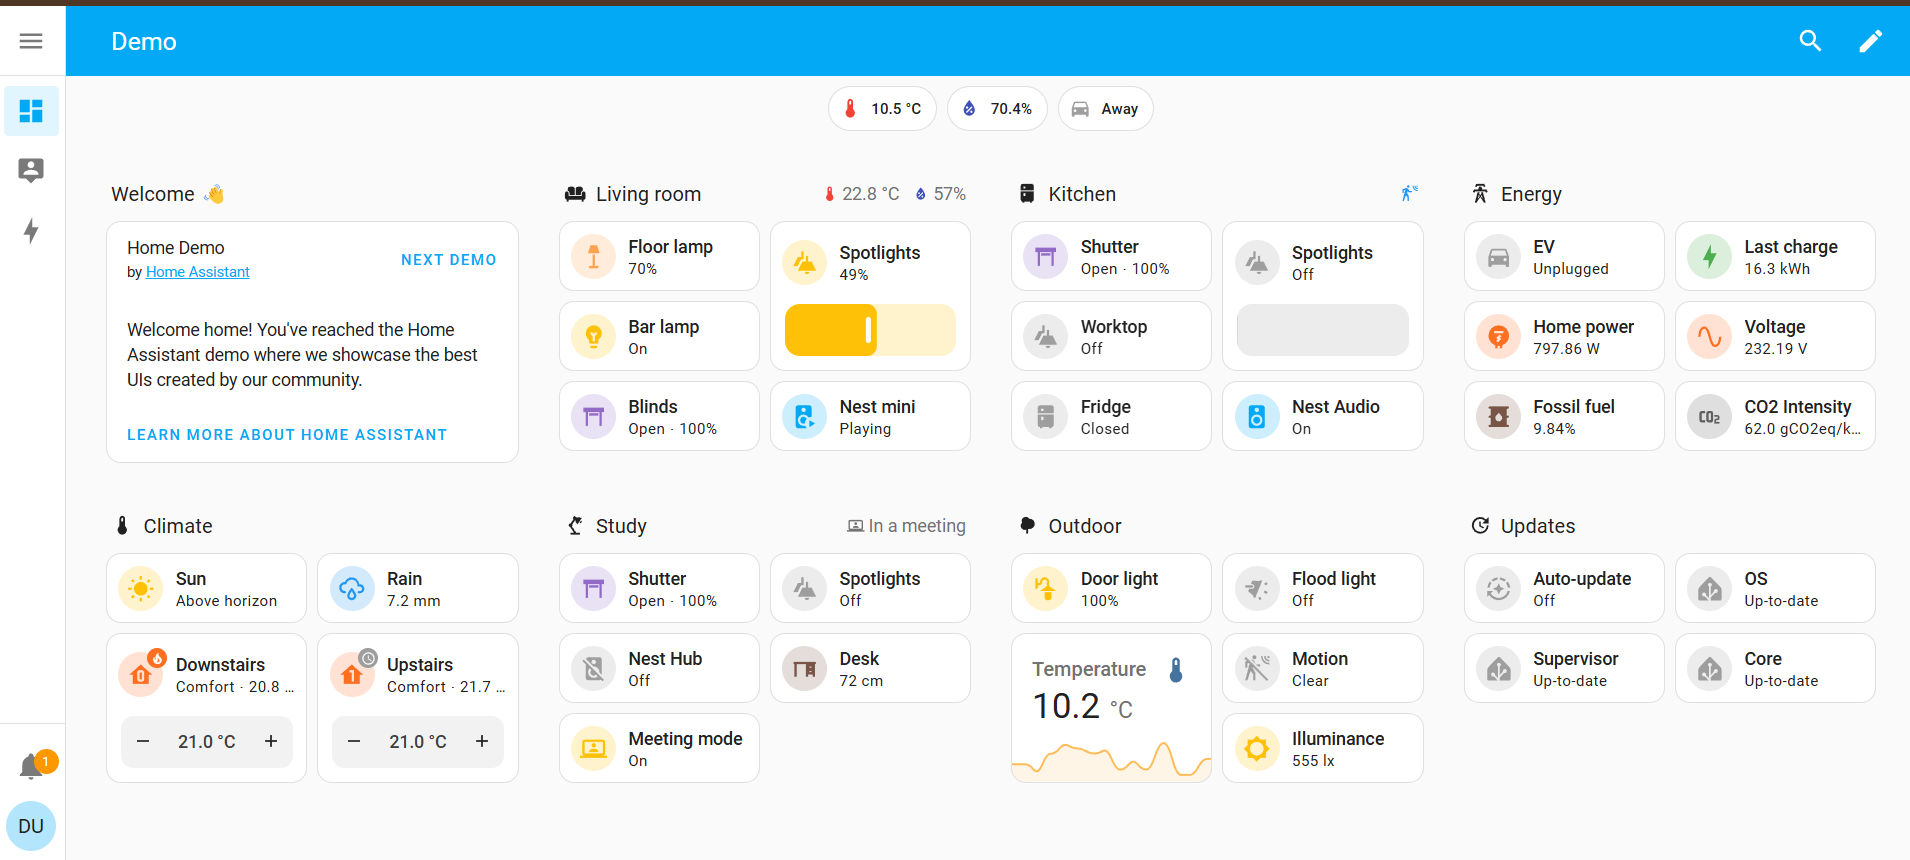 Demo
10.5 °C
70.4%
Away
Welcome 👋
Home Demo
by Home Assistant
NEXT DEMO
Welcome home! You've reached the Home
Assistant demo where we showcase the best
UIs created by our community.
LEARN MORE ABOUT HOME ASSISTANT
Living room
22.8 °C
57%
Floor lamp
70%
Spotlights
49%
Bar lamp
On
Blinds
Open · 100%
Nest mini
Playing
Kitchen
Shutter
Open · 100%
Spotlights
Off
Worktop
Off
Fridge
Closed
Nest Audio
On
Energy
EV
Unplugged
Last charge
16.3 kWh
Home power
797.86 W
Voltage
232.19 V
Fossil fuel
9.84%
CO2
CO2 Intensity
62.0 gCO2eq/k...
Climate
Sun
Above horizon
Rain
7.2 mm
0
Downstairs
Comfort · 20.8 ...
− 21.0 °C +
1
Upstairs
Comfort · 21.7 ...
− 21.0 °C +
Study
In a meeting
Shutter
Open · 100%
Spotlights
Off
Nest Hub
Off
Desk
72 cm
Meeting mode
On
Outdoor
Door light
100%
Flood light
Off
Temperature
10.2 °C
Motion
Clear
Illuminance
555 lx
Updates
Auto-update
Off
OS
Up-to-date
Supervisor
Up-to-date
Core
Up-to-date
1
DU